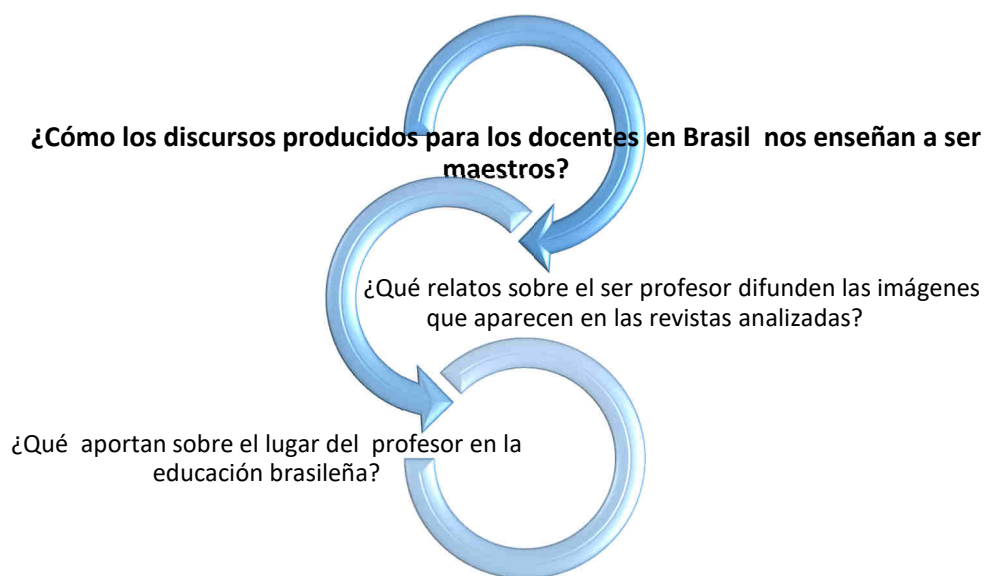 ¿Cómo los discursos producidos para los docentes en Brasil  nos enseñan a ser
maestros?
¿Qué relatos sobre el ser profesor difunden las imágenes
que aparecen en las revistas analizadas?
¿Qué  aportan sobre el lugar del  profesor en la
educación brasileña?